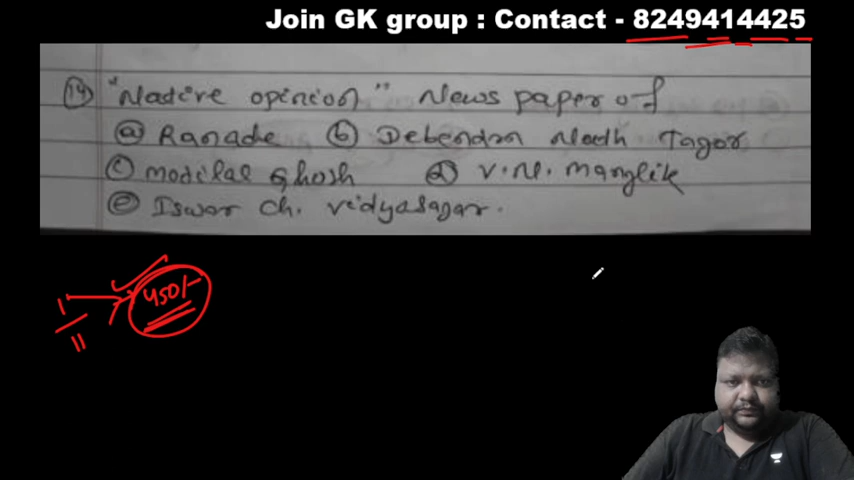 Join GK group : Contact - 8249414425
14 "Native opinion" News paper of
a Ranade b Debendra Nath Tagor
c Motilal Ghosh d V.N. Manglik
e Iswar Ch. Vidyasagar.
I 450/-
II